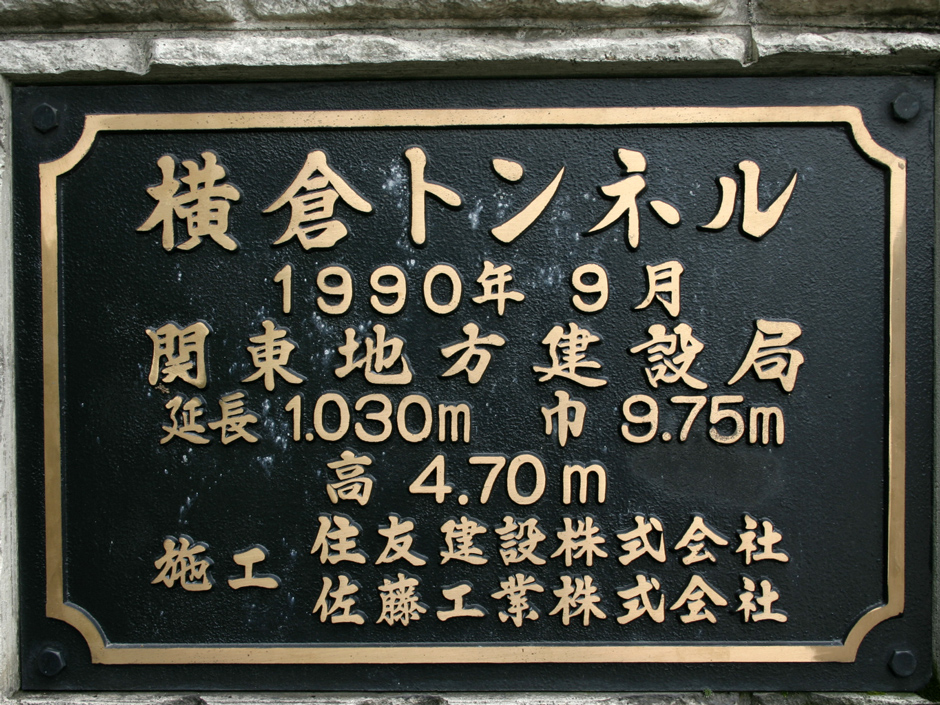 横倉トンネル
1990年 9月
関東地方建設局
延長 1.030m 巾 9.75m
高 4.70m
施工 住友建設株式会社
佐藤工業株式会社